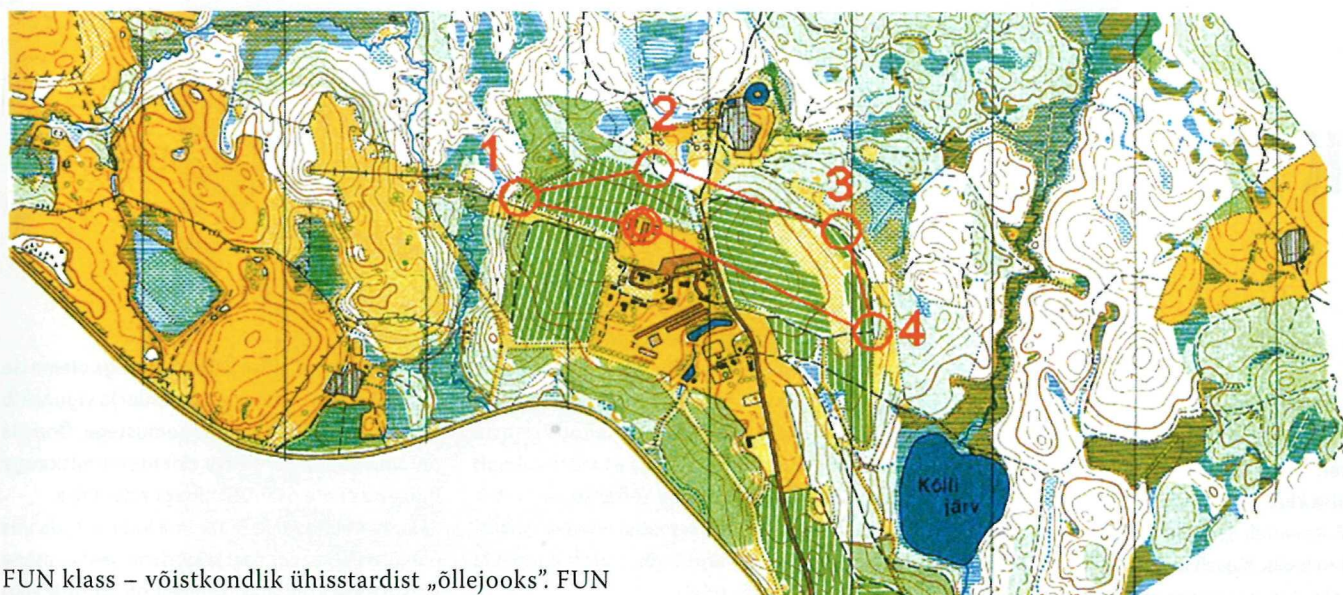 2
1
3
4
Kõlli
järv
FUN klass – võistkondlik ühisstardist „õllejooks”. FUN